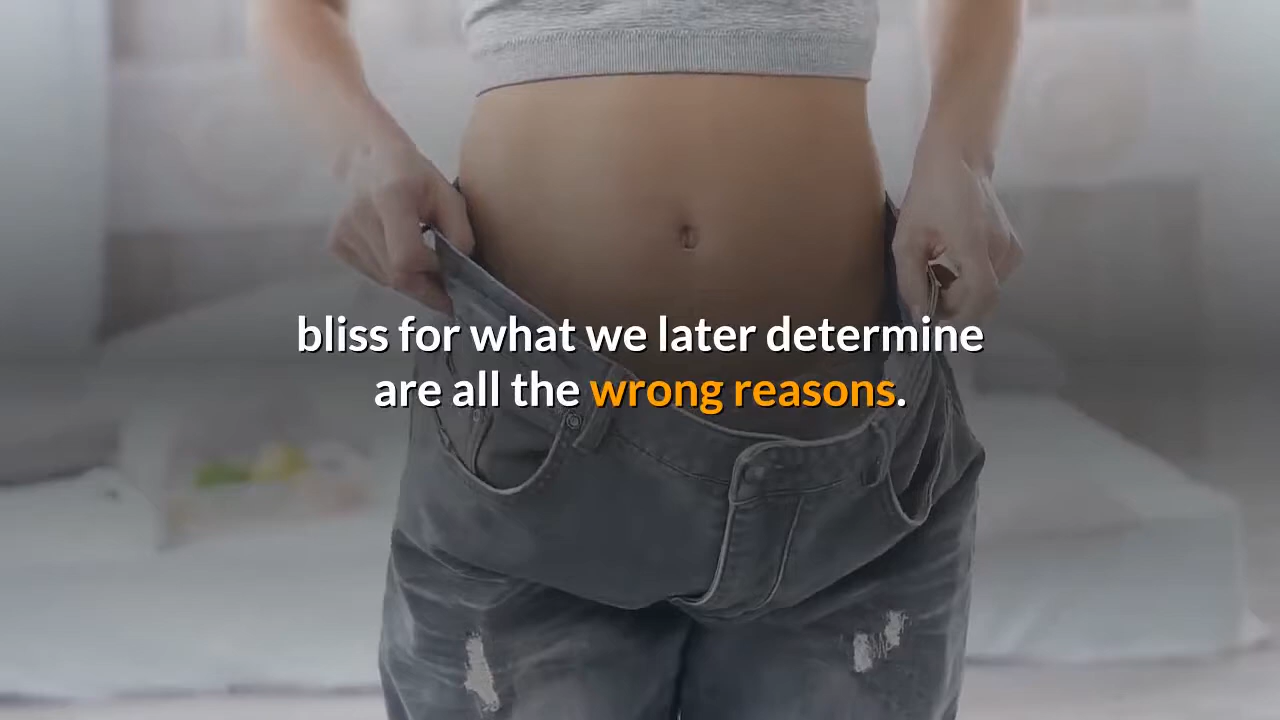 bliss for what we later determine
are all the wrong reasons.